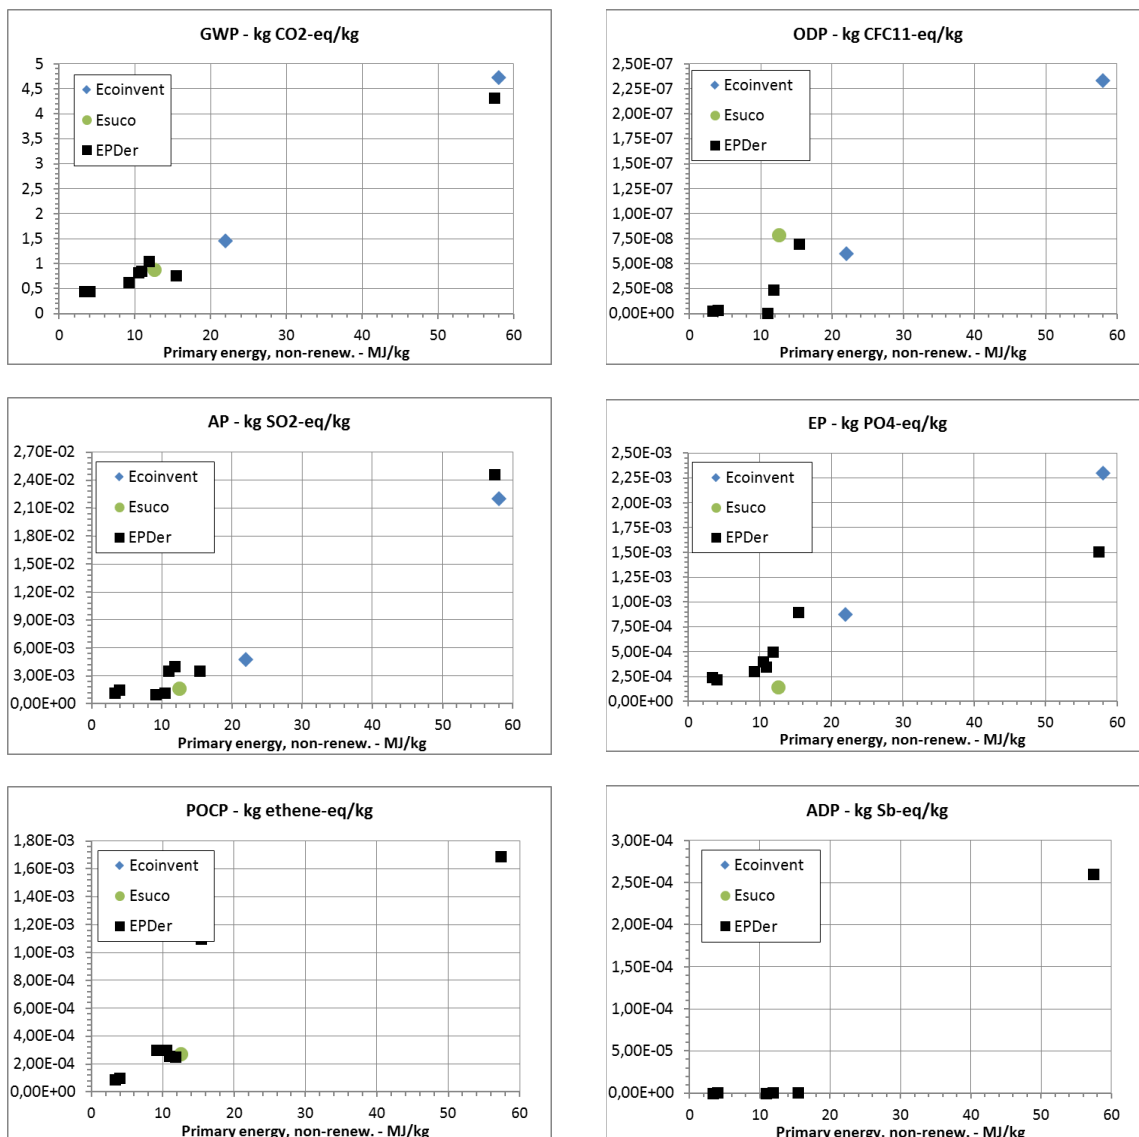 GWP - kg CO2-eq/kg
5
4,5
4
3,5
3
2,5
2
1,5
1
0,5
0
Ecoinvent
Esuco
EPDer
0 10 20 30 40 50 60
Primary energy, non-renew. - MJ/kg
ODP - kg CFC11-eq/kg
2,50E-07
2,25E-07
2,00E-07
1,75E-07
1,50E-07
1,25E-07
1,00E-07
7,50E-08
5,00E-08
2,50E-08
0,00E+00
Ecoinvent
Esuco
EPDer
0 10 20 30 40 50 60
Primary energy, non-renew. - MJ/kg
AP - kg SO2-eq/kg
2,70E-02
2,40E-02
2,10E-02
1,80E-02
1,50E-02
1,20E-02
9,00E-03
6,00E-03
3,00E-03
0,00E+00
Ecoinvent
Esuco
EPDer
0 10 20 30 40 50 60
Primary energy, non-renew. - MJ/kg
EP - kg PO4-eq/kg
2,50E-03
2,25E-03
2,00E-03
1,75E-03
1,50E-03
1,25E-03
1,00E-03
7,50E-04
5,00E-04
2,50E-04
0,00E+00
Ecoinvent
Esuco
EPDer
0 10 20 30 40 50 60
Primary energy, non-renew. - MJ/kg
POCP - kg ethene-eq/kg
1,80E-03
1,60E-03
1,40E-03
1,20E-03
1,00E-03
8,00E-04
6,00E-04
4,00E-04
2,00E-04
0,00E+00
Ecoinvent
Esuco
EPDer
0 10 20 30 40 50 60
Primary energy, non-renew. - MJ/kg
ADP - kg Sb-eq/kg
3,00E-04
2,50E-04
2,00E-04
1,50E-04
1,00E-04
5,00E-05
0,00E+00
Ecoinvent
Esuco
EPDer
0 10 20 30 40 50 60
Primary energy, non-renew. - MJ/kg